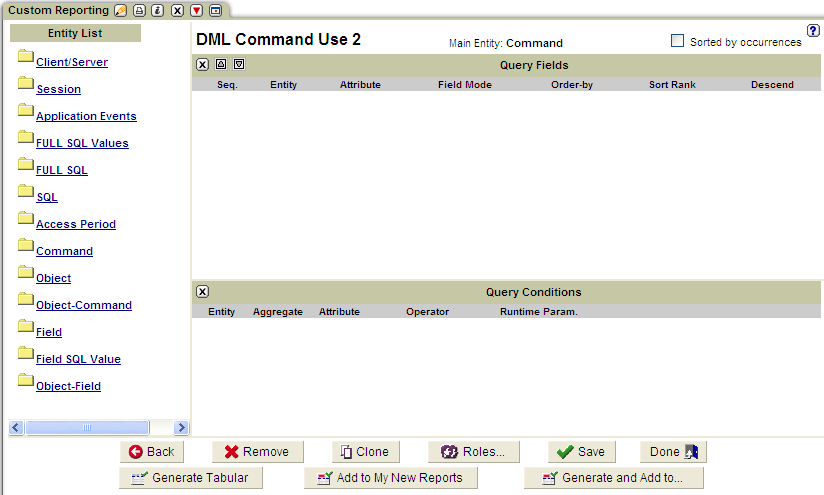 Custom Reporting
Entity List
Client/Server
Session
Application Events
FULL SQL Values
FULL SQL
SQL
Access Period
Command
Object
Object-Command
Field
Field SQL Value
Object-Field
DML Command Use 2
Main Entity: Command
Sorted by occurrences
Query Fields
Seq. Entity Attribute Field Mode Order-by Sort Rank Descend
Query Conditions
Entity Aggregate Attribute Operator Runtime Param.
Back Remove Clone Roles... Save Done
Generate Tabular Add to My New Reports Generate and Add to...